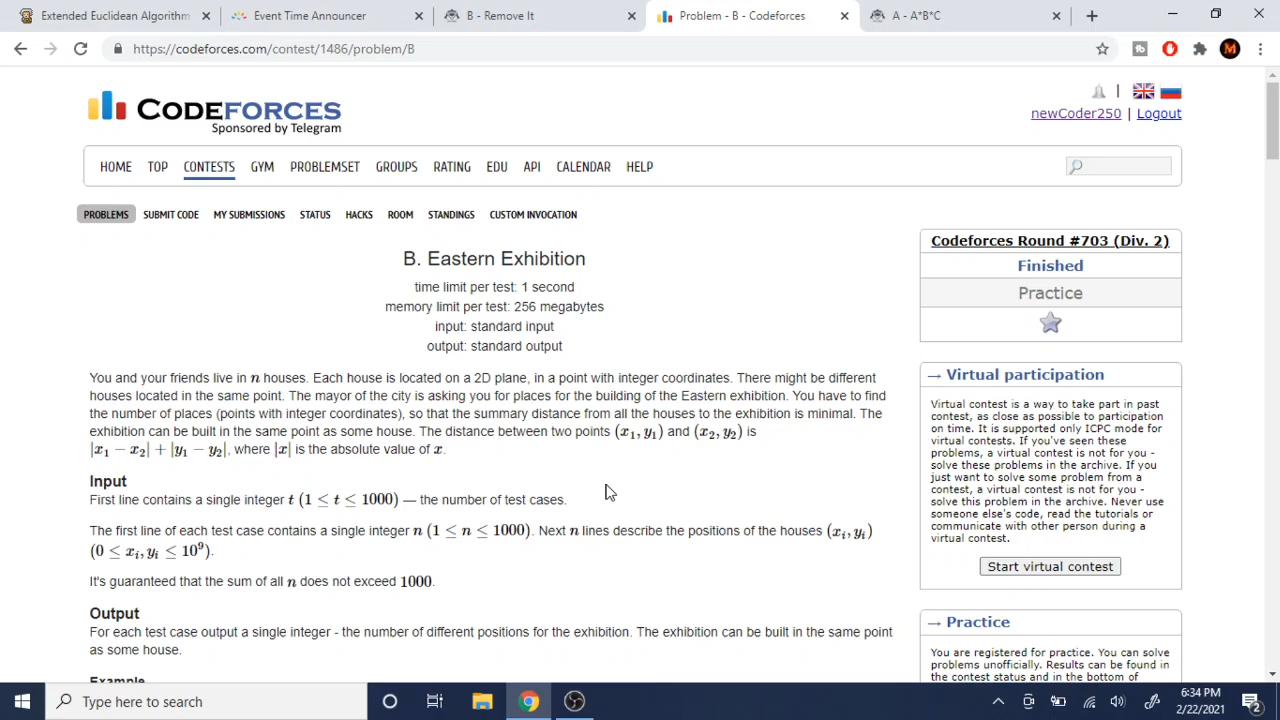 Extended Euclidean Algorithm
Event Time Announcer
B - Remove It
Problem - B - Codeforces
A - A*B*C
https://codeforces.com/contest/1486/problem/B
CODEFORCES
Sponsored by Telegram
newCoder250 | Logout
HOME TOP CONTESTS GYM PROBLEMSET GROUPS RATING EDU API CALENDAR HELP
PROBLEMS SUBMIT CODE MY SUBMISSIONS STATUS HACKS ROOM STANDINGS CUSTOM INVOCATION
B. Eastern Exhibition
time limit per test: 1 second
memory limit per test: 256 megabytes
input: standard input
output: standard output
You and your friends live in n houses. Each house is located on a 2D plane, in a point with integer coordinates. There might be different
houses located in the same point. The mayor of the city is asking you for places for the building of the Eastern exhibition. You have to find
the number of places (points with integer coordinates), so that the summary distance from all the houses to the exhibition is minimal. The
exhibition can be built in the same point as some house. The distance between two points (x₁, y₁) and (x₂, y₂) is
|x₁ − x₂| + |y₁ − y₂|, where |x| is the absolute value of x.
Input
First line contains a single integer t (1 ≤ t ≤ 1000) — the number of test cases.
The first line of each test case contains a single integer n (1 ≤ n ≤ 1000). Next n lines describe the positions of the houses (xᵢ, yᵢ)
(0 ≤ xᵢ, yᵢ ≤ 10⁹).
It's guaranteed that the sum of all n does not exceed 1000.
Output
For each test case output a single integer - the number of different positions for the exhibition. The exhibition can be built in the same point
as some house.
Example
Codeforces Round #703 (Div. 2)
Finished
Practice
→ Virtual participation
Virtual contest is a way to take part in past
contest, as close as possible to participation
on time. It is supported only ICPC mode for
virtual contests. If you've seen these
problems, a virtual contest is not for you -
solve these problems in the archive. If you
just want to solve some problem from a
contest, a virtual contest is not for you -
solve this problem in the archive. Never use
someone else's code, read the tutorials or
communicate with other person during a
virtual contest.
Start virtual contest
→ Practice
You are registered for practice. You can solve
problems unofficially. Results can be found in
the contest status and in the bottom of
Type here to search
6:34 PM
2/22/2021
2
M